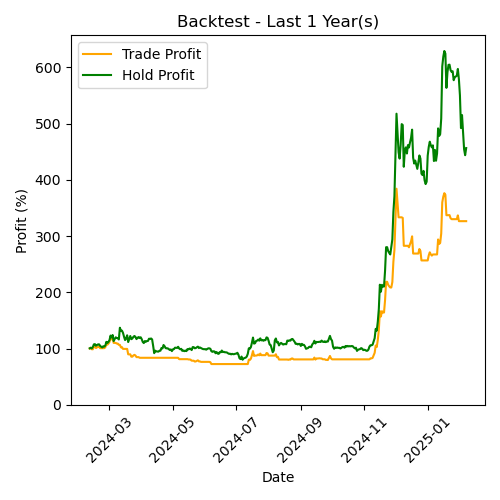 Backtest - Last 1 Year(s)
Trade Profit
Hold Profit
Profit (%)
600
500
400
300
200
100
0
2024-03
2024-05
2024-07
2024-09
2024-11
2025-01
Date